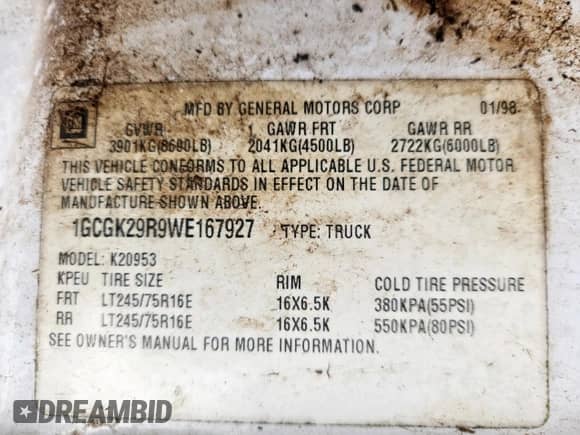 MFD BY GENERAL MOTORS CORP 01/98
GVWR GAWR FRT GAWR RR
3901KG(8600LB) 2041KG(4500LB) 2722KG(6000LB)
THIS VEHICLE CONFORMS TO ALL APPLICABLE U.S. FEDERAL MOTOR
VEHICLE SAFETY STANDARDS IN EFFECT ON THE DATE OF
MANUFACTURE SHOWN ABOVE.
1GCGK29R9WE167927 TYPE: TRUCK
MODEL: K20953
KPEU TIRE SIZE RIM COLD TIRE PRESSURE
FRT LT245/75R16E 16X6.5K 380KPA(55PSI)
RR LT245/75R16E 16X6.5K 550KPA(80PSI)
SEE OWNER'S MANUAL FOR MORE INFORMATION.
DREAMBID